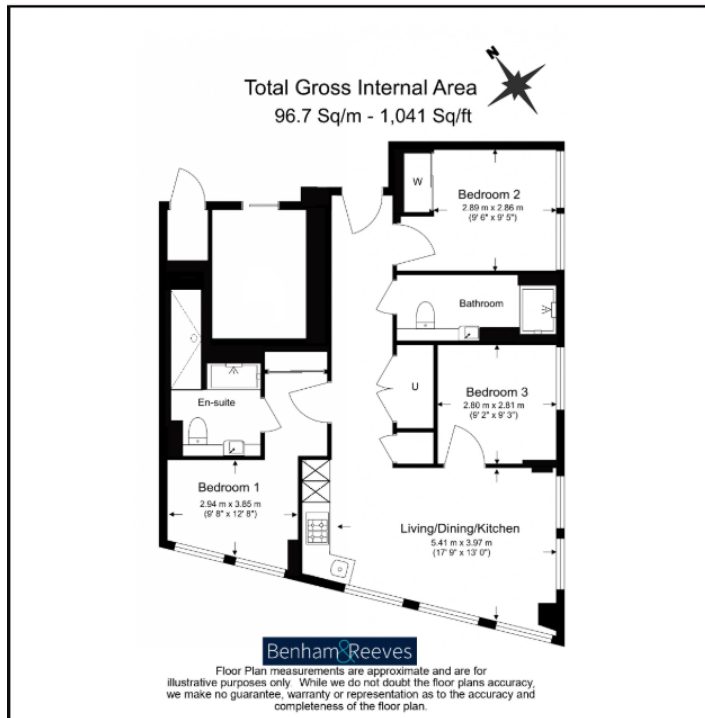 N
Total Gross Internal Area
96.7 Sq/m - 1,041 Sq/ft
W
Bedroom 2
2.89 m x 2.86 m
(9' 6" x 9' 5")
Bathroom
U
Bedroom 3
2.80 m x 2.81 m
(9' 2" x 9' 3")
En-suite
Bedroom 1
2.94 m x 3.85 m
(9' 8" x 12' 8")
Living/Dining/Kitchen
5.41 m x 3.97 m
(17' 9" x 13' 0")
Benham&Reeves
Floor Plan measurements are approximate and are for
illustrative purposes only. While we do not doubt the floor plans accuracy,
we make no guarantee, warranty or representation as to the accuracy and
completeness of the floor plan.